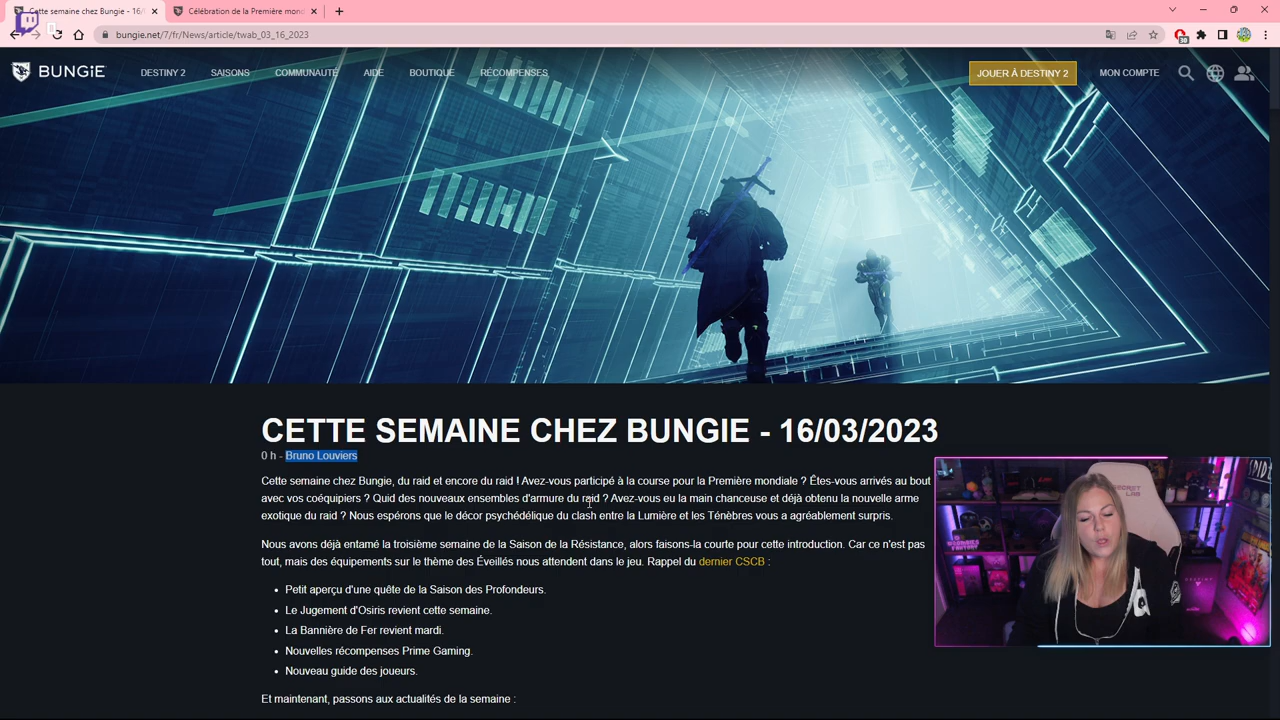 Cette semaine chez Bungie - 16/
Célébration de la Première mond
bungie.net/7/fr/News/article/twab_03_16_2023
BUNGiE
DESTINY 2
SAISONS
COMMUNAUTÉ
AIDE
BOUTIQUE
RÉCOMPENSES
JOUER À DESTINY 2
MON COMPTE
CETTE SEMAINE CHEZ BUNGIE - 16/03/2023
0 h - Bruno Louviers
Cette semaine chez Bungie, du raid et encore du raid ! Avez-vous participé à la course pour la Première mondiale ? Êtes-vous arrivés au bout
avec vos coéquipiers ? Quid des nouveaux ensembles d'armure du raid ? Avez-vous eu la main chanceuse et déjà obtenu la nouvelle arme
exotique du raid ? Nous espérons que le décor psychédélique du clash entre la Lumière et les Ténèbres vous a agréablement surpris.
Nous avons déjà entamé la troisième semaine de la Saison de la Résistance, alors faisons-la courte pour cette introduction. Car ce n'est pas
tout, mais des équipements sur le thème des Éveillés nous attendent dans le jeu. Rappel du dernier CSCB :
• Petit aperçu d'une quête de la Saison des Profondeurs.
• Le Jugement d'Osiris revient cette semaine.
• La Bannière de Fer revient mardi.
• Nouvelles récompenses Prime Gaming.
• Nouveau guide des joueurs.
Et maintenant, passons aux actualités de la semaine :
SECRET
LAB